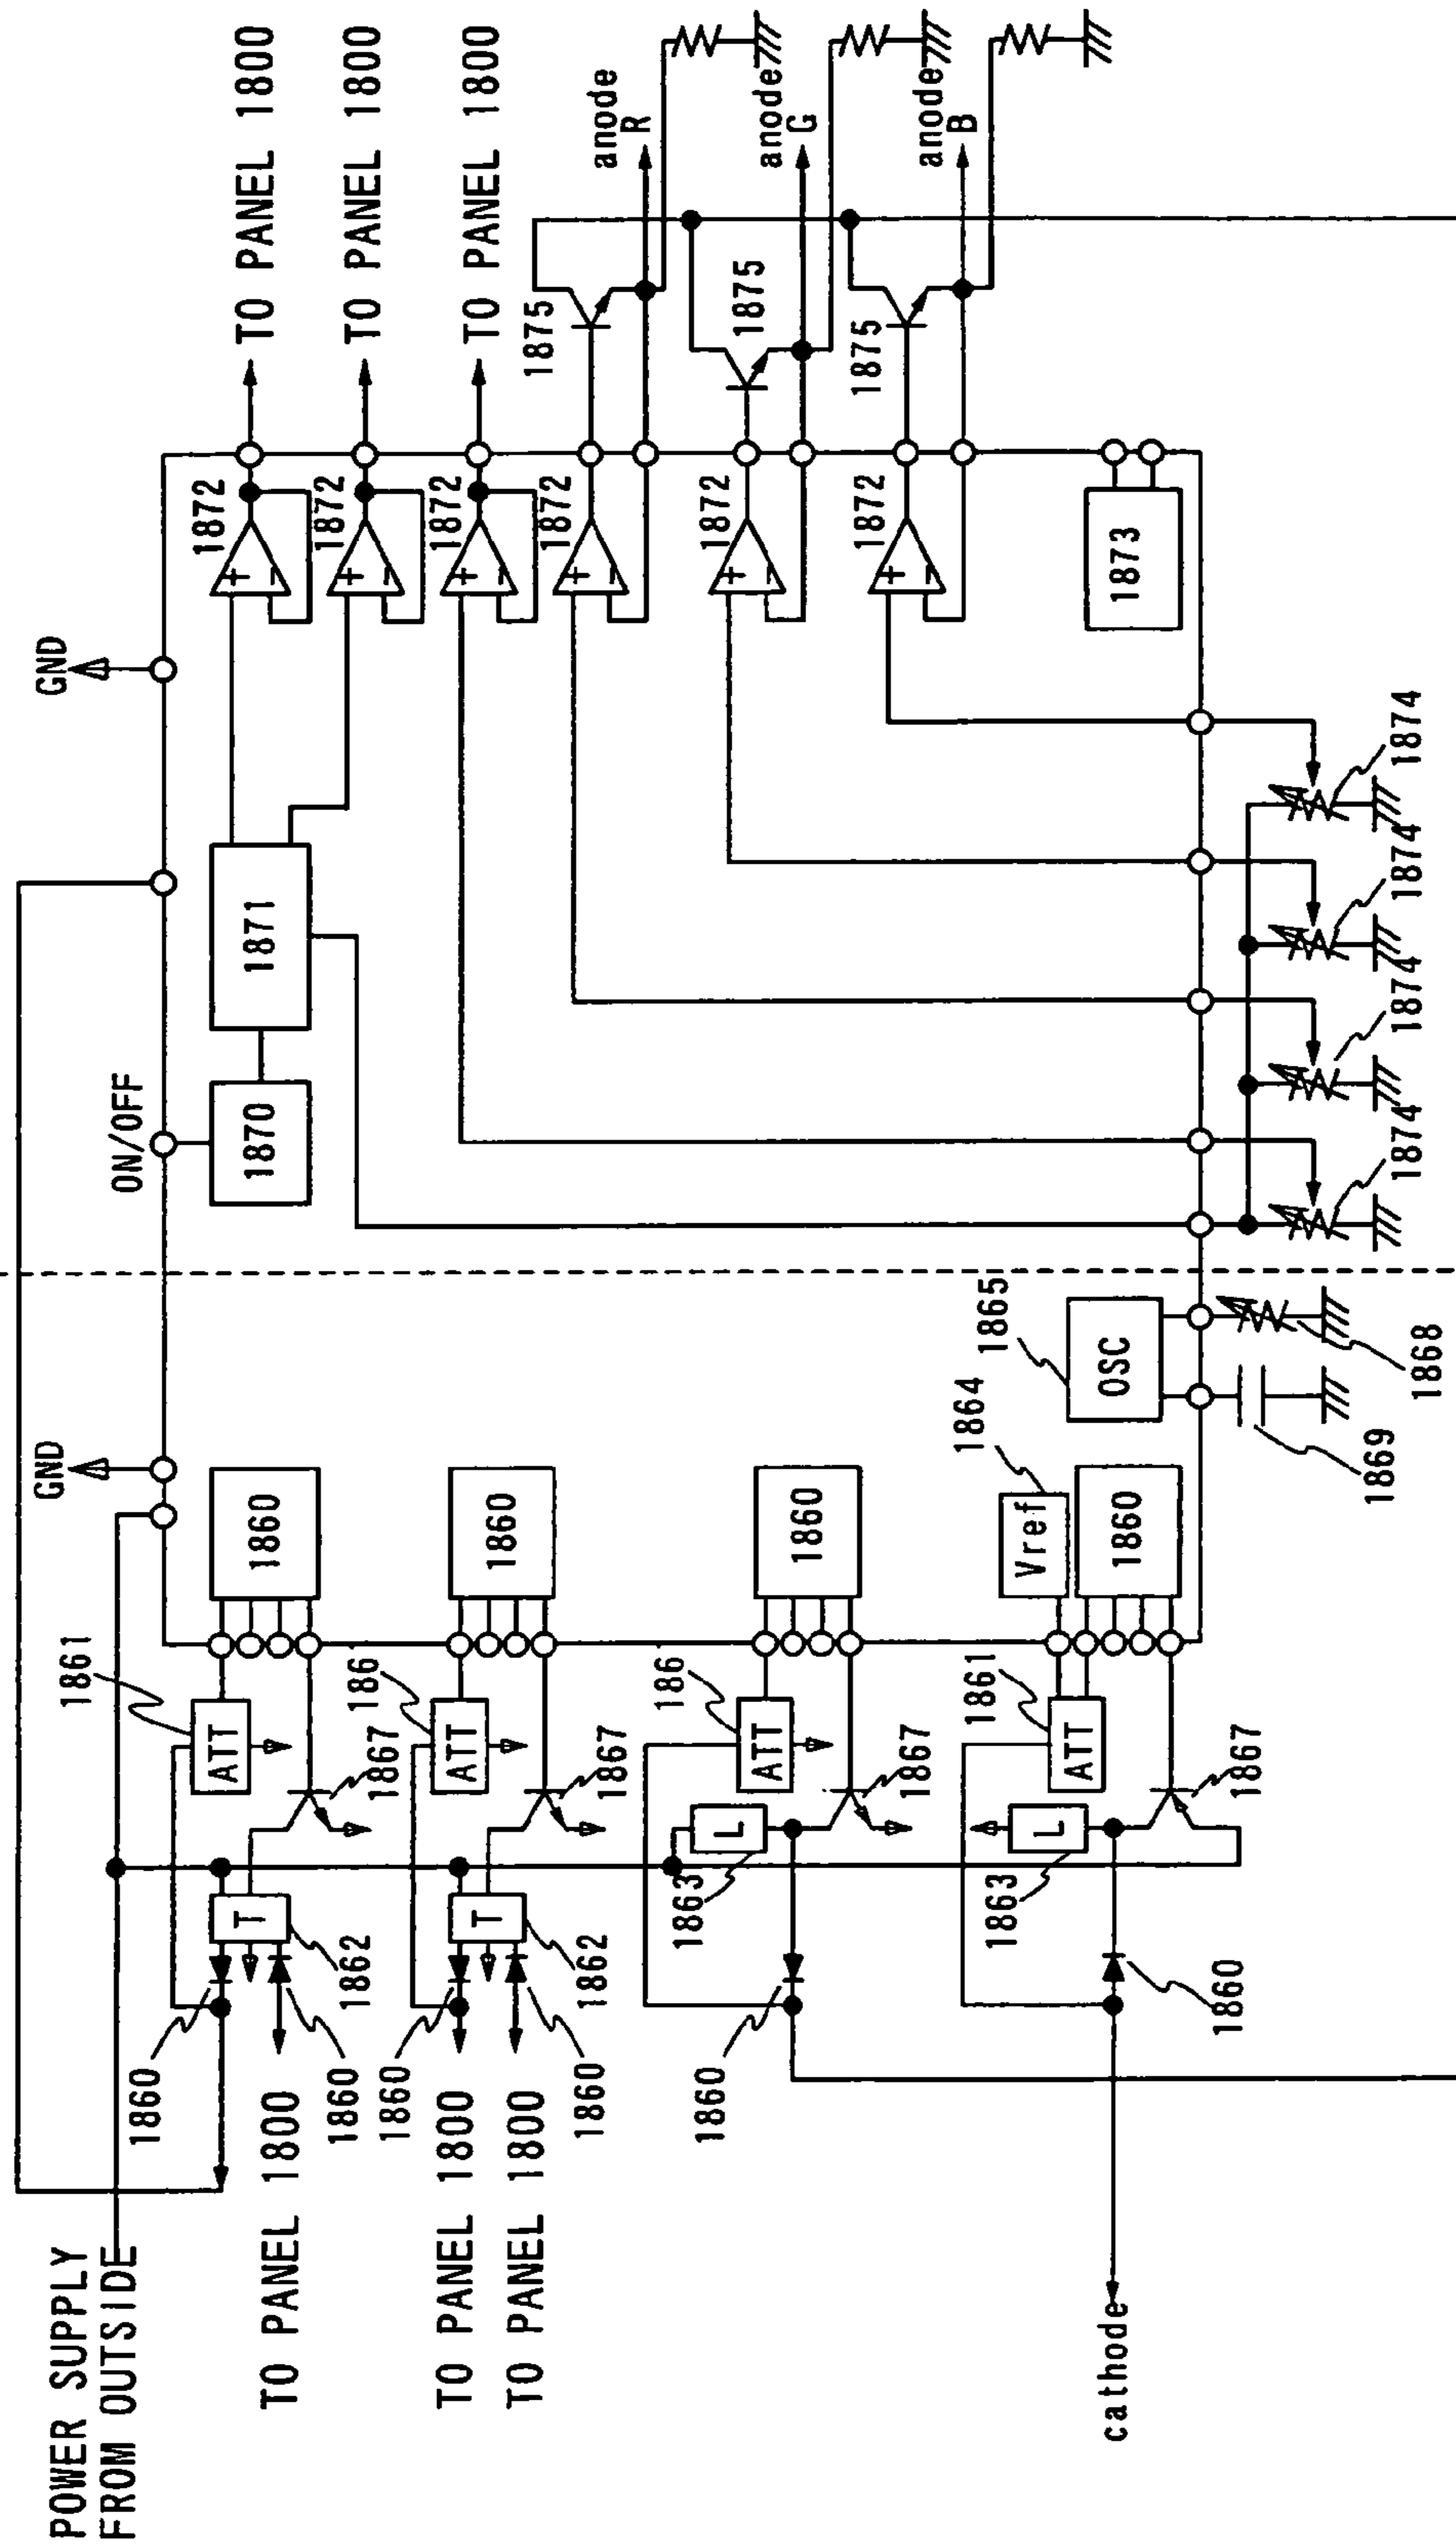 POWER SUPPLY
FROM OUTSIDE
GND
1861
1860
ATT
T
1860
TO PANEL 1800
1860
1862
1867
186
1860
TO PANEL 1800
ATT
T
1860
TO PANEL 1800
1860
1862
1867
186
1863
1860
L
ATT
1860
1867
1864
1861
1865
1863
Vref
L
ATT
cathode
OSC
1860
1860
1867
1869
1868
GND
ON/OFF
1872
TO PANEL 1800
1870
1871
1872
TO PANEL 1800
1872
TO PANEL 1800
1872
1875
anode
R
1872
1875
anode
G
1872
1875
anode
B
1873
1874
1874
1874
1874